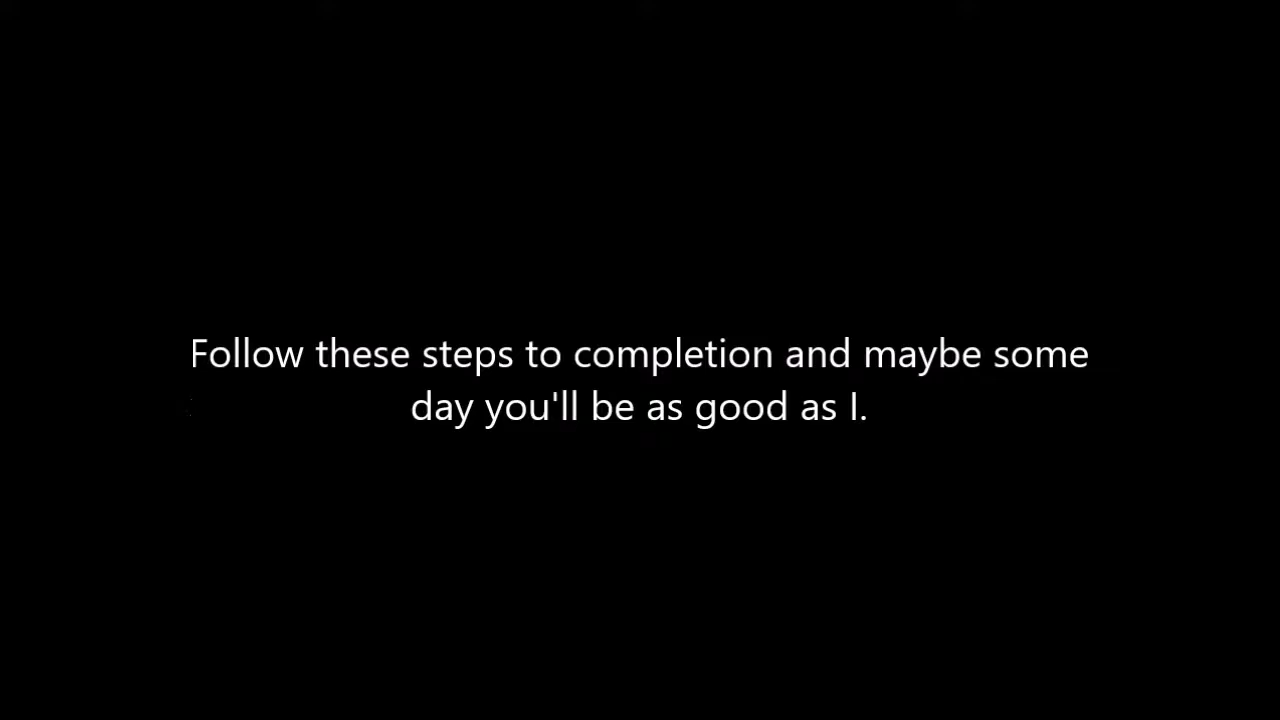 Follow these steps to completion and maybe some
day you'll be as good as I.